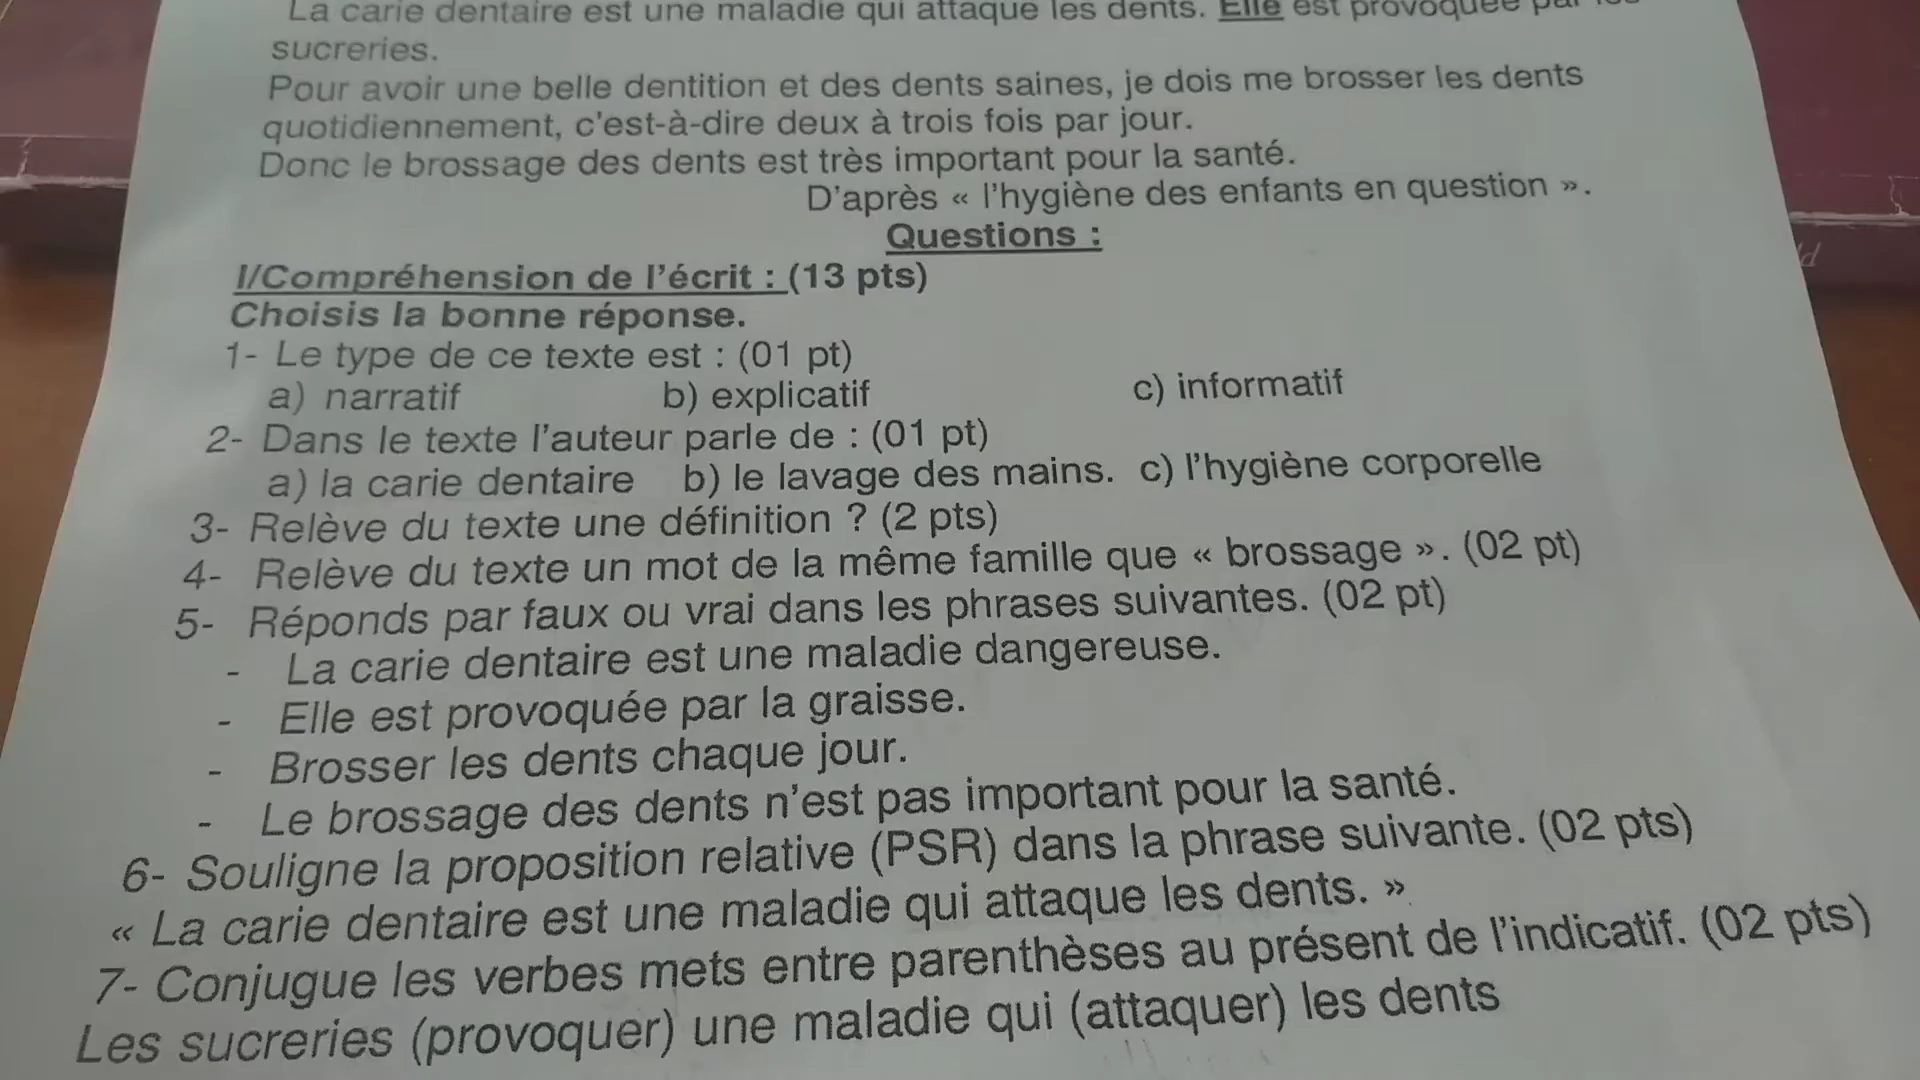 La carie dentaire est une maladie qui attaque les dents. Elle est provoquée par les
sucreries.
Pour avoir une belle dentition et des dents saines, je dois me brosser les dents
quotidiennement, c'est-à-dire deux à trois fois par jour.
Donc le brossage des dents est très important pour la santé.
D'après « l'hygiène des enfants en question ».
Questions :
I/Compréhension de l'écrit : (13 pts)
Choisis la bonne réponse.
1- Le type de ce texte est : (01 pt)
a) narratif b) explicatif c) informatif
2- Dans le texte l'auteur parle de : (01 pt)
a) la carie dentaire b) le lavage des mains. c) l'hygiène corporelle
3- Relève du texte une définition ? (2 pts)
4- Relève du texte un mot de la même famille que « brossage ». (02 pt)
5- Réponds par faux ou vrai dans les phrases suivantes. (02 pt)
- La carie dentaire est une maladie dangereuse.
- Elle est provoquée par la graisse.
- Brosser les dents chaque jour.
- Le brossage des dents n'est pas important pour la santé.
6- Souligne la proposition relative (PSR) dans la phrase suivante. (02 pts)
« La carie dentaire est une maladie qui attaque les dents. »
7- Conjugue les verbes mets entre parenthèses au présent de l'indicatif. (02 pts)
Les sucreries (provoquer) une maladie qui (attaquer) les dents